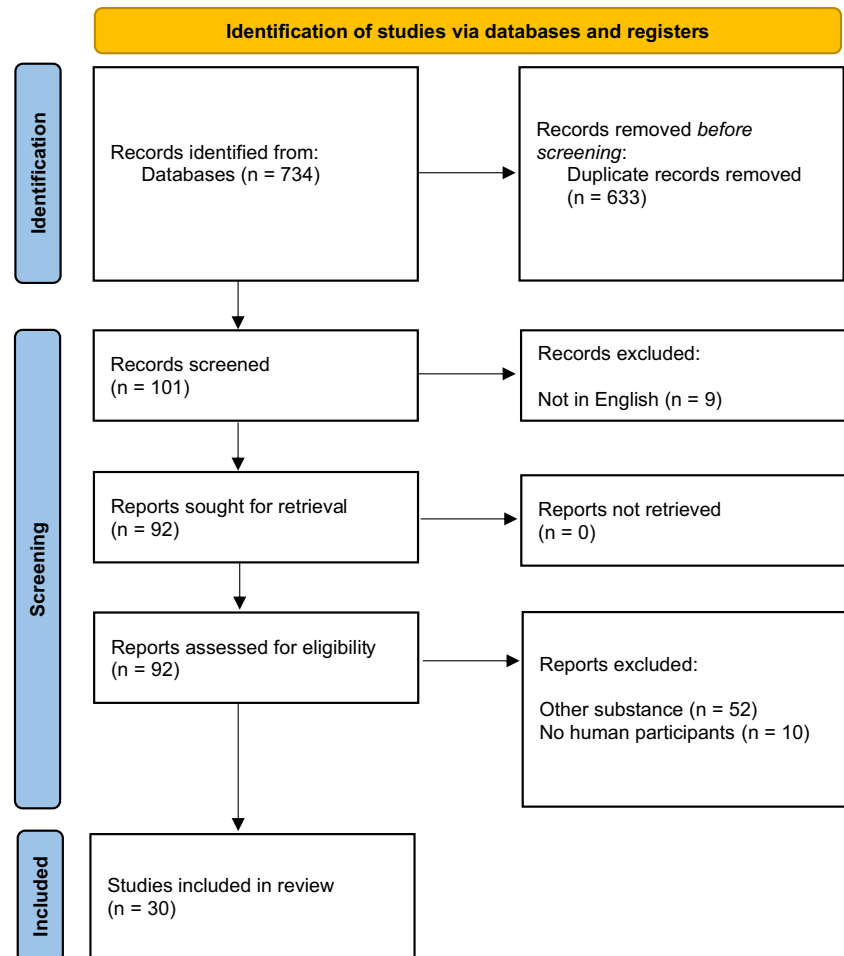 Identification of studies via databases and registers
Identification
Records identified from:
Databases (n = 734)
Records removed before
screening:
Duplicate records removed
(n = 633)
Screening
Records screened
(n = 101)
Records excluded:
Not in English (n = 9)
Reports sought for retrieval
(n = 92)
Reports not retrieved
(n = 0)
Reports assessed for eligibility
(n = 92)
Reports excluded:
Other substance (n = 52)
No human participants (n = 10)
Included
Studies included in review
(n = 30)